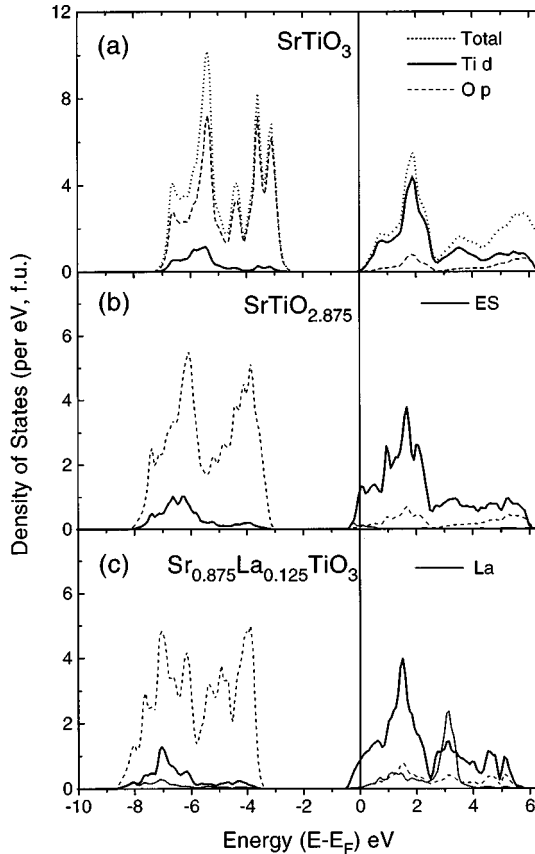 12
(a)
SrTiO3
Total
Ti d
O p
8
4
0
Density of States (per eV, f.u.)
(b)
SrTiO2.875
ES
6
4
2
0
(c)
Sr0.875La0.125TiO3
La
6
4
2
0
-10 -8 -6 -4 -2 0 2 4 6
Energy (E-EF) eV